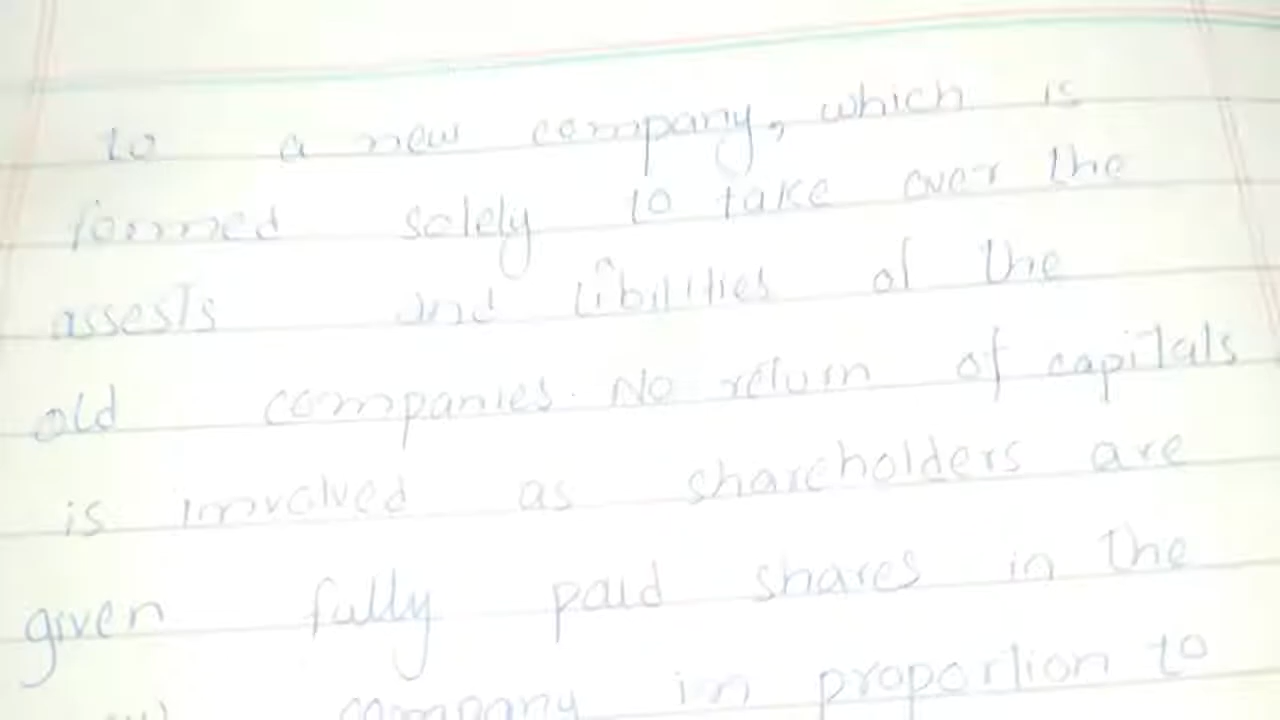 to a new company, which is
formed solely to take over the
assests and libilities of the
old companies. No return of capitals
is involved as shareholders are
given fully paid shares in the
company in proportion to